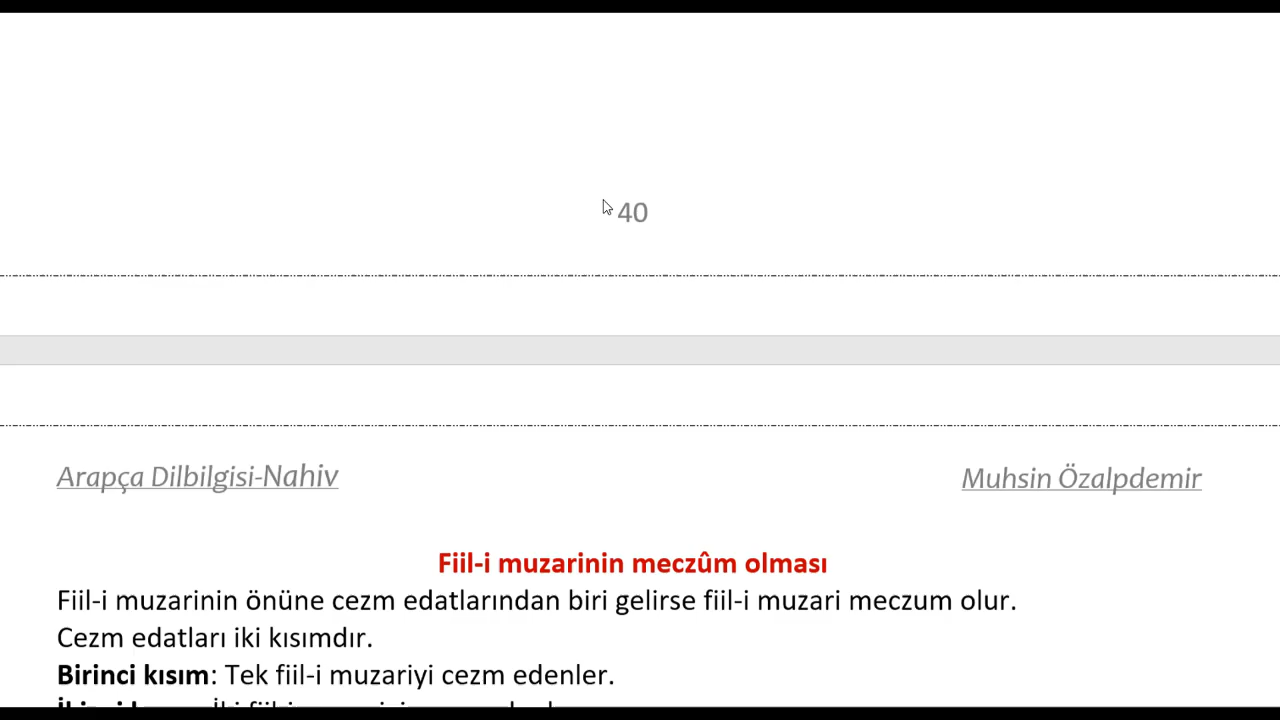 40
Arapça Dilbilgisi-Nahiv Muhsin Özalpdemir
Fiil-i muzarinin meczûm olması
Fiil-i muzarinin önüne cezm edatlarından biri gelirse fiil-i muzari meczum olur.
Cezm edatları iki kısımdır.
Birinci kısım: Tek fiil-i muzariyi cezm edenler.